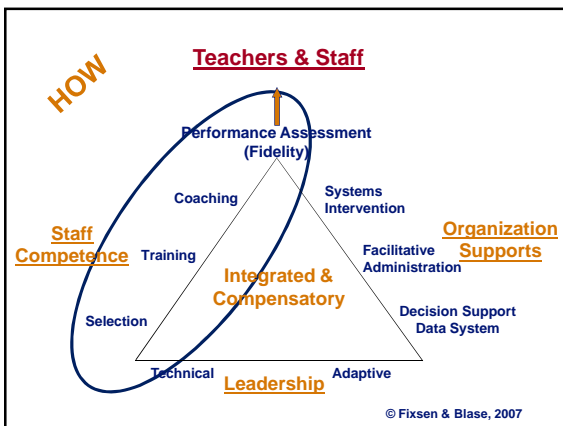 HOW
Teachers & Staff
Performance Assessment
(Fidelity)
Coaching
Systems
Intervention
Staff
Competence
Training
Organization
Supports
Facilitative
Administration
Integrated &
Compensatory
Selection
Decision Support
Data System
Technical
Leadership
Adaptive
© Fixsen & Blase, 2007